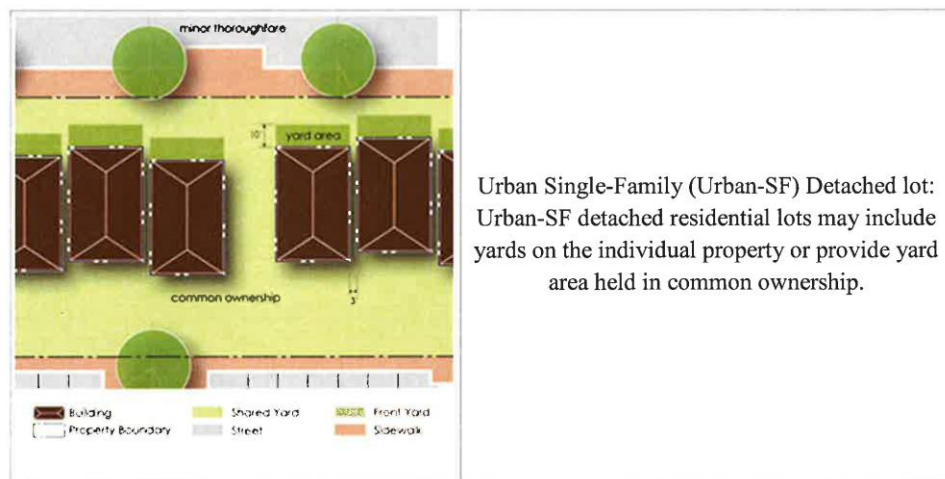 minor thoroughfare
10'
yard area
common ownership
3'
Building
Shared Yard
Front Yard
Property Boundary
Street
Sidewalk
Urban Single-Family (Urban-SF) Detached lot:
Urban-SF detached residential lots may include
yards on the individual property or provide yard
area held in common ownership.